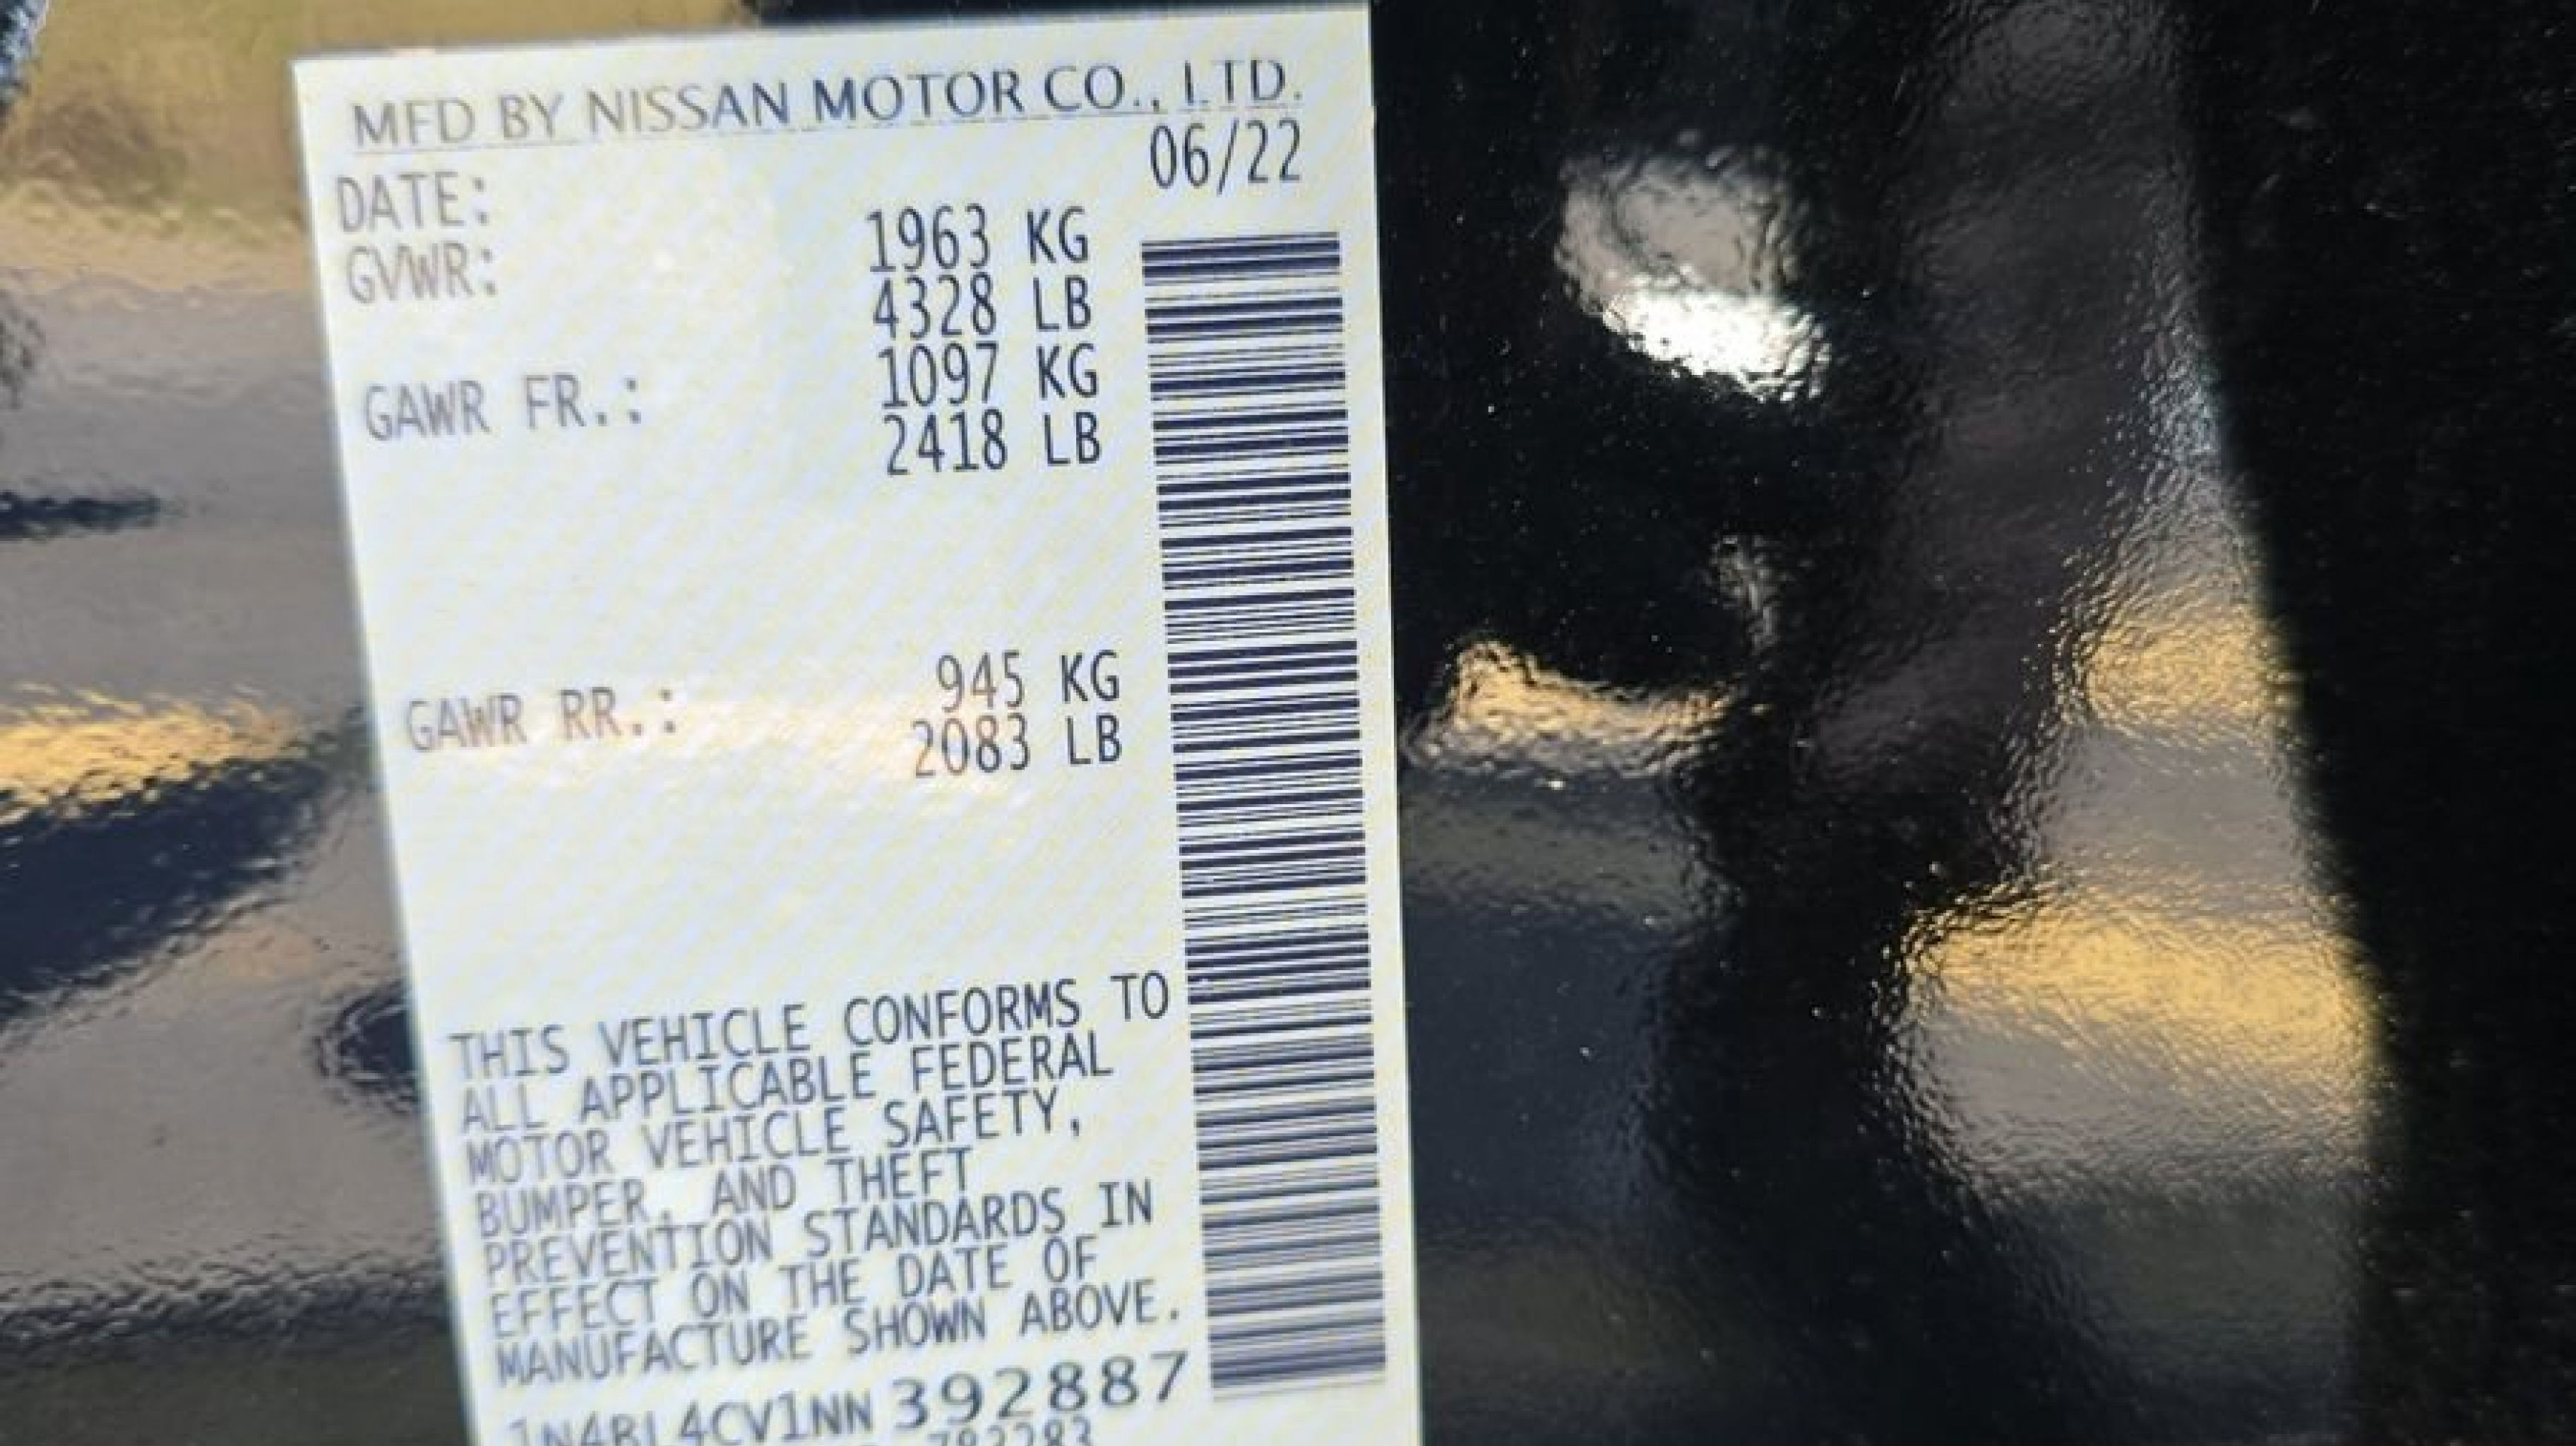 MFD BY NISSAN MOTOR CO., LTD.
DATE: 06/22
GVWR: 1963 KG
4328 LB
GAWR FR.: 1097 KG
2418 LB
GAWR RR.: 945 KG
2083 LB
THIS VEHICLE CONFORMS TO
ALL APPLICABLE FEDERAL
MOTOR VEHICLE SAFETY,
BUMPER, AND THEFT
PREVENTION STANDARDS IN
EFFECT ON THE DATE OF
MANUFACTURE SHOWN ABOVE.
1N4BL4CV1NN392887